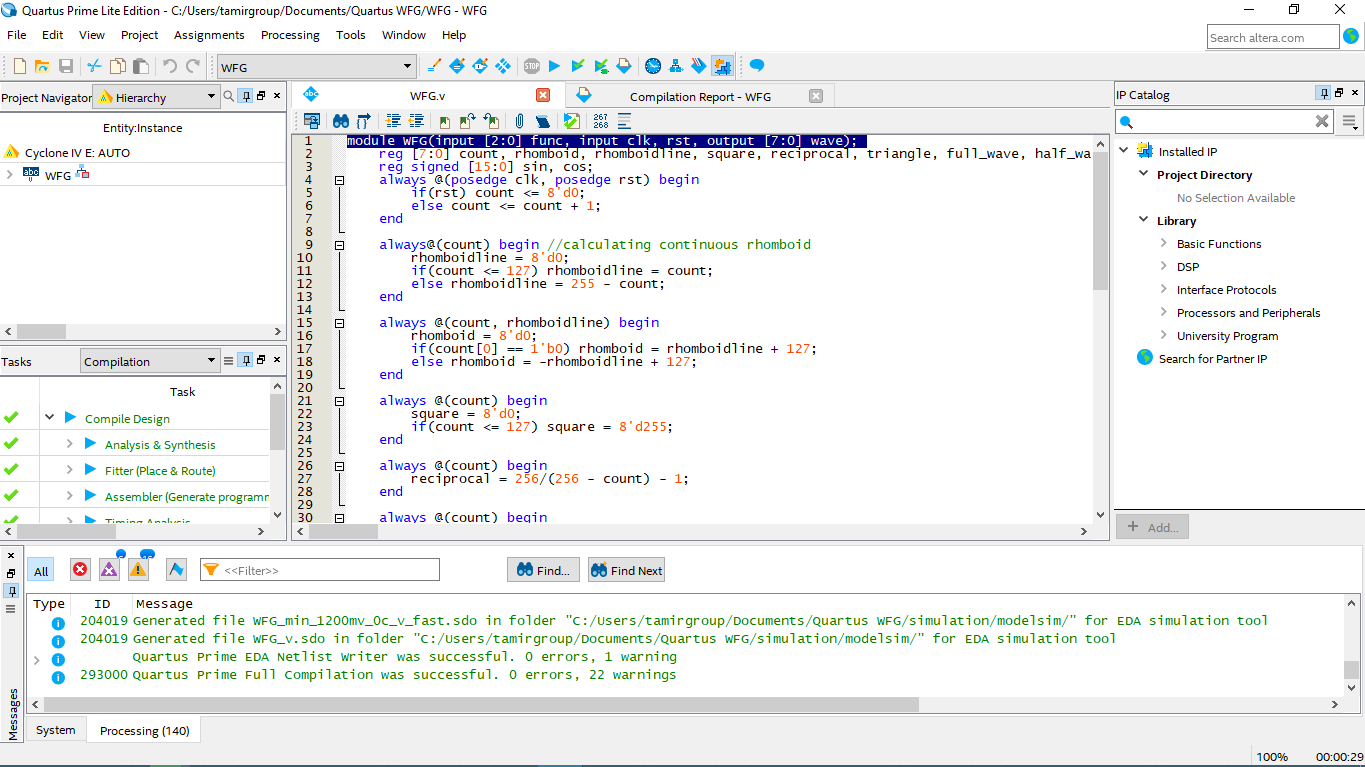 Quartus Prime Lite Edition - C:/Users/tamirgroup/Documents/Quartus WFG/WFG - WFG
File Edit View Project Assignments Processing Tools Window Help
Search altera.com
WFG
Project Navigator Hierarchy
Entity:Instance
Cyclone IV E: AUTO
WFG
Tasks Compilation
Task
Compile Design
Analysis & Synthesis
Fitter (Place & Route)
Assembler (Generate programm
Timing Analysis
WFG.v Compilation Report - WFG
267
268
1 module WFG(input [2:0] func, input clk, rst, output [7:0] wave);
2 reg [7:0] count, rhomboid, rhomboidline, square, reciprocal, triangle, full_wave, half_wa
3 reg signed [15:0] sin, cos;
4 always @(posedge clk, posedge rst) begin
5 if(rst) count <= 8'd0;
6 else count <= count + 1;
7 end
8
9 always@(count) begin //calculating continuous rhomboid
10 rhomboidline = 8'd0;
11 if(count <= 127) rhomboidline = count;
12 else rhomboidline = 255 - count;
13 end
14
15 always @(count, rhomboidline) begin
16 rhomboid = 8'd0;
17 if(count[0] == 1'b0) rhomboid = rhomboidline + 127;
18 else rhomboid = -rhomboidline + 127;
19 end
20
21 always @(count) begin
22 square = 8'd0;
23 if(count <= 127) square = 8'd255;
24 end
25
26 always @(count) begin
27 reciprocal = 256/(256 - count) - 1;
28 end
29
30 always @(count) begin
IP Catalog
Installed IP
Project Directory
No Selection Available
Library
Basic Functions
DSP
Interface Protocols
Processors and Peripherals
University Program
Search for Partner IP
+ Add...
All <<Filter>> Find... Find Next
Type ID Message
204019 Generated file WFG_min_1200mv_0c_v_fast.sdo in folder "C:/Users/tamirgroup/Documents/Quartus WFG/simulation/modelsim/" for EDA simulation tool
204019 Generated file WFG_v.sdo in folder "C:/Users/tamirgroup/Documents/Quartus WFG/simulation/modelsim/" for EDA simulation tool
Quartus Prime EDA Netlist Writer was successful. 0 errors, 1 warning
293000 Quartus Prime Full Compilation was successful. 0 errors, 22 warnings
Messages
System Processing (140)
100% 00:00:29